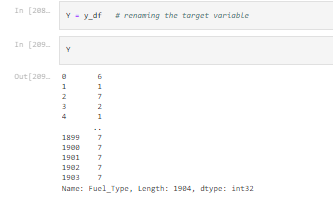 In [208…
Y = y_df   # renaming the target variable
In [209…
Y
Out[209…
0       6
1       1
2       7
3       2
4       1
       ..
1899    7
1900    7
1901    7
1902    7
1903    7
Name: Fuel_Type, Length: 1904, dtype: int32